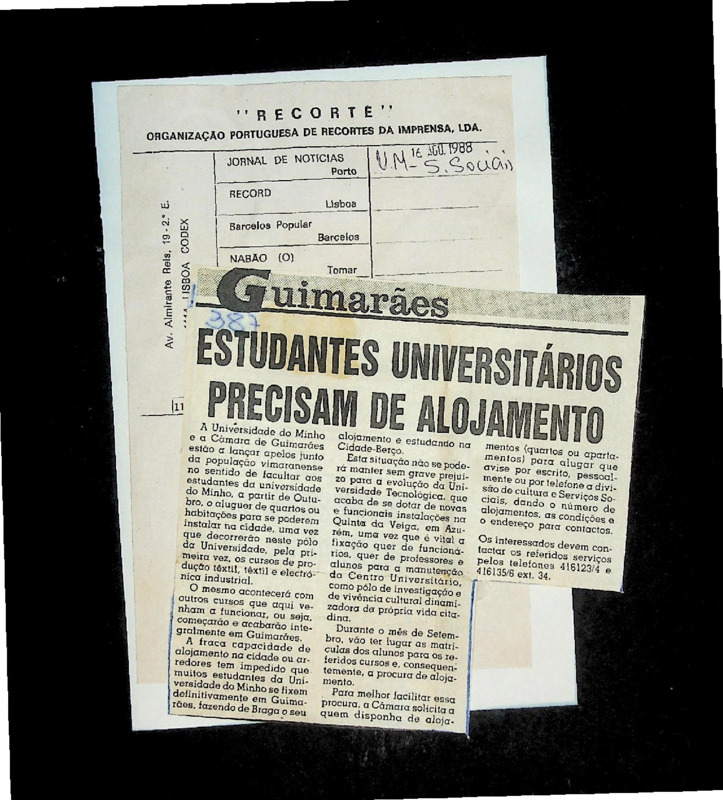 "RECORTE"
ORGANIZAÇÃO PORTUGUESA DE RECORTES DA IMPRENSA, LDA.
Av. Almirante Reis, 19 - 2.º E.
LISBOA CODEX
JORNAL DE NOTICIAS
Porto
16 AGO. 1988
UM - S. Sociais
RECORD
Lisboa
Barcelos Popular
Barcelos
NABÃO (O)
Tomar
11
Guimarães
387
ESTUDANTES UNIVERSITÁRIOS
PRECISAM DE ALOJAMENTO
A Universidade do Minho
e a Câmara de Guimarães
estão a lançar apelos junto
da população vimaranense
no sentido de facultar aos
estudantes da universidade
do Minho, a partir de Outu-
bro, o aluguer de quartos ou
habitações para se poderem
instalar na cidade, uma vez
que decorrerão neste pólo
da Universidade, pela pri-
meira vez, os cursos de pro-
dução têxtil, têxtil e electró-
nica industrial.
O mesmo acontecerá com
outros cursos que aqui ve-
nham a funcionar, ou seja,
começarão e acabarão inte-
gralmente em Guimarães.
A fraca capacidade de
alojamento na cidade ou ar-
redores tem impedido que
muitos estudantes da Uni-
versidade do Minho se fixem
definitivamente em Guima-
rães, fazendo de Braga o seu
alojamento e estudando na
Cidade-Berço.
Esta situação não se pode-
rá manter sem grave prejuí-
zo para a evolução da Uni-
versidade Tecnológica, que
acaba de se dotar de novas
e funcionais instalações na
Quinta da Veiga, em Azu-
rém, uma vez que é vital a
fixação quer de funcioná-
rios, quer de professores e
alunos para a manutenção
da Centro Universitário,
como pólo de investigação e
de vivência cultural dinami-
zadora da própria vida cita-
dina.
Durante o mês de Setem-
bro, vão ter lugar as matrí-
culas dos alunos para os re-
feridos cursos e, consequen-
temente, a procura de aloja-
mento.
Para melhor facilitar essa
procura, a Câmara solicita a
quem disponha de aloja-
mentos (quartos ou aparta-
mentos) para alugar que
avise por escrito, pessoal-
mente ou por telefone a divi-
são de cultura e Serviços So-
ciais, dando o número de
alojamentos, as condições e
o endereço para contactos.
Os interessados devem con-
tactar os referidos serviços
pelos telefones 416123/4 e
416135/6 ext. 34.